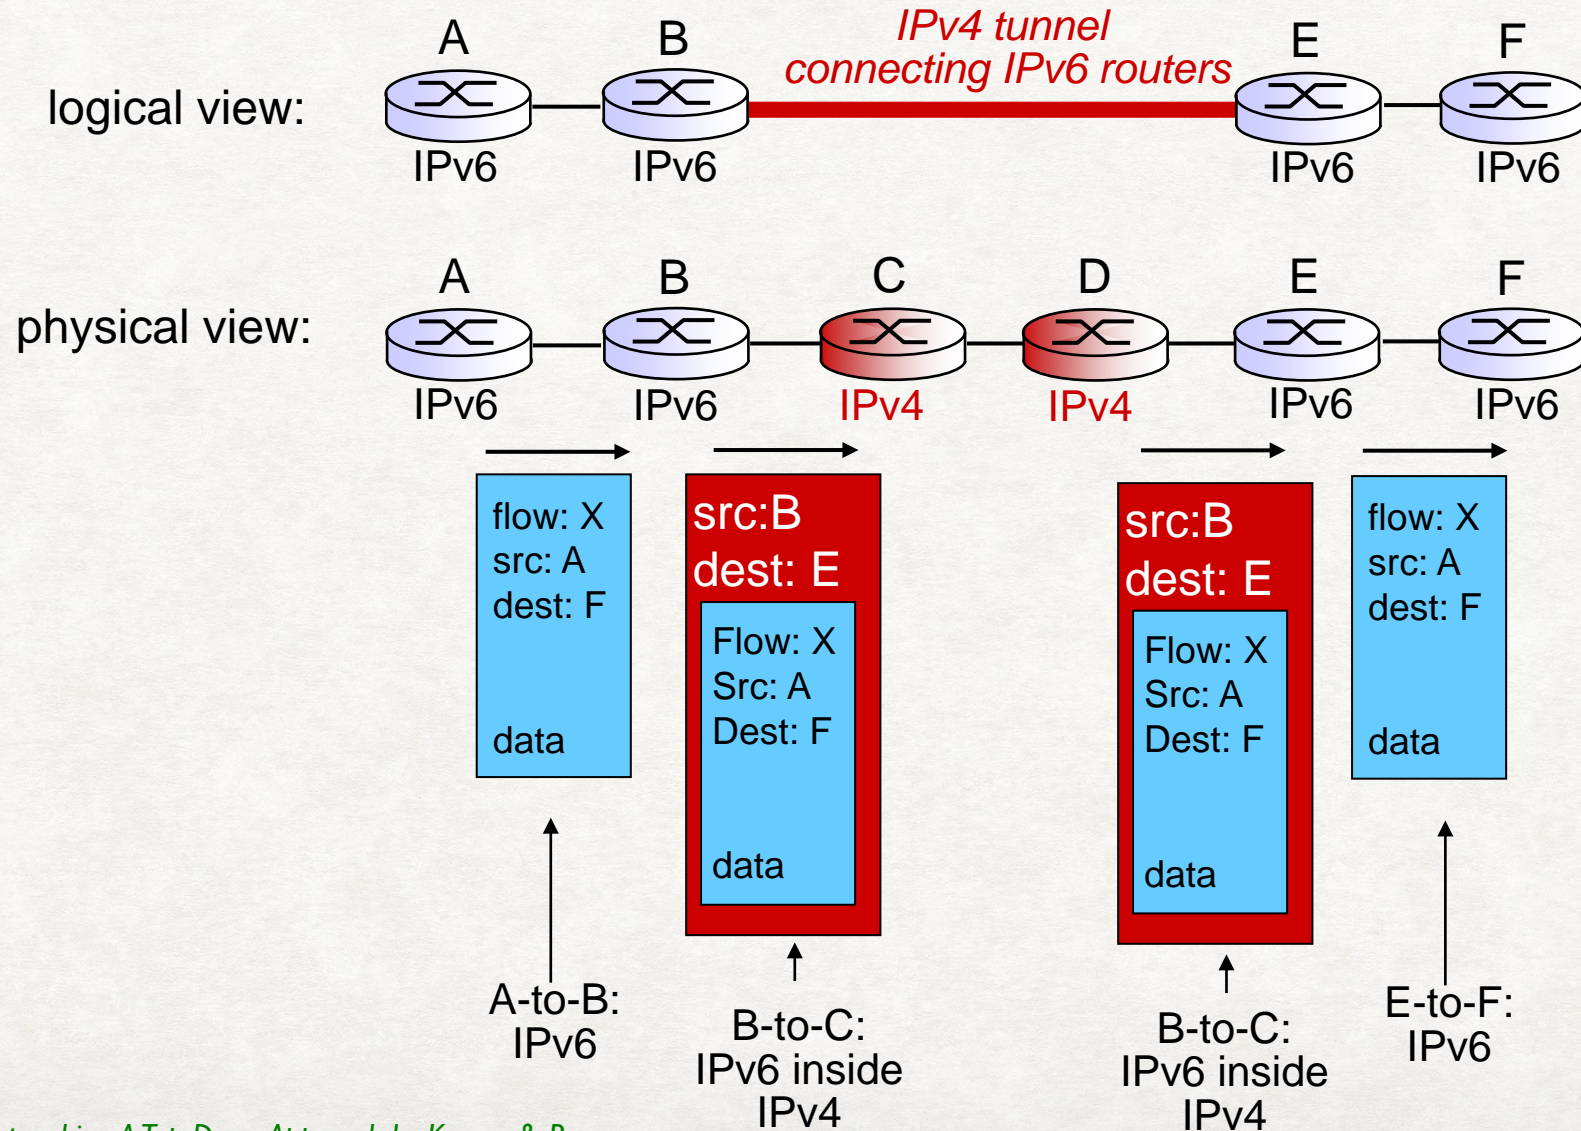 A
B
IPv4 tunnel
connecting IPv6 routers
E
F
logical view:
IPv6
IPv6
IPv6
IPv6
A
B
C
D
E
F
physical view:
IPv6
IPv6
IPv4
IPv4
IPv6
IPv6
flow: X
src: A
dest: F
data
src:B
dest: E
Flow: X
Src: A
Dest: F
data
src:B
dest: E
Flow: X
Src: A
Dest: F
data
flow: X
src: A
dest: F
data
A-to-B:
IPv6
B-to-C:
IPv6 inside
IPv4
B-to-C:
IPv6 inside
IPv4
E-to-F:
IPv6